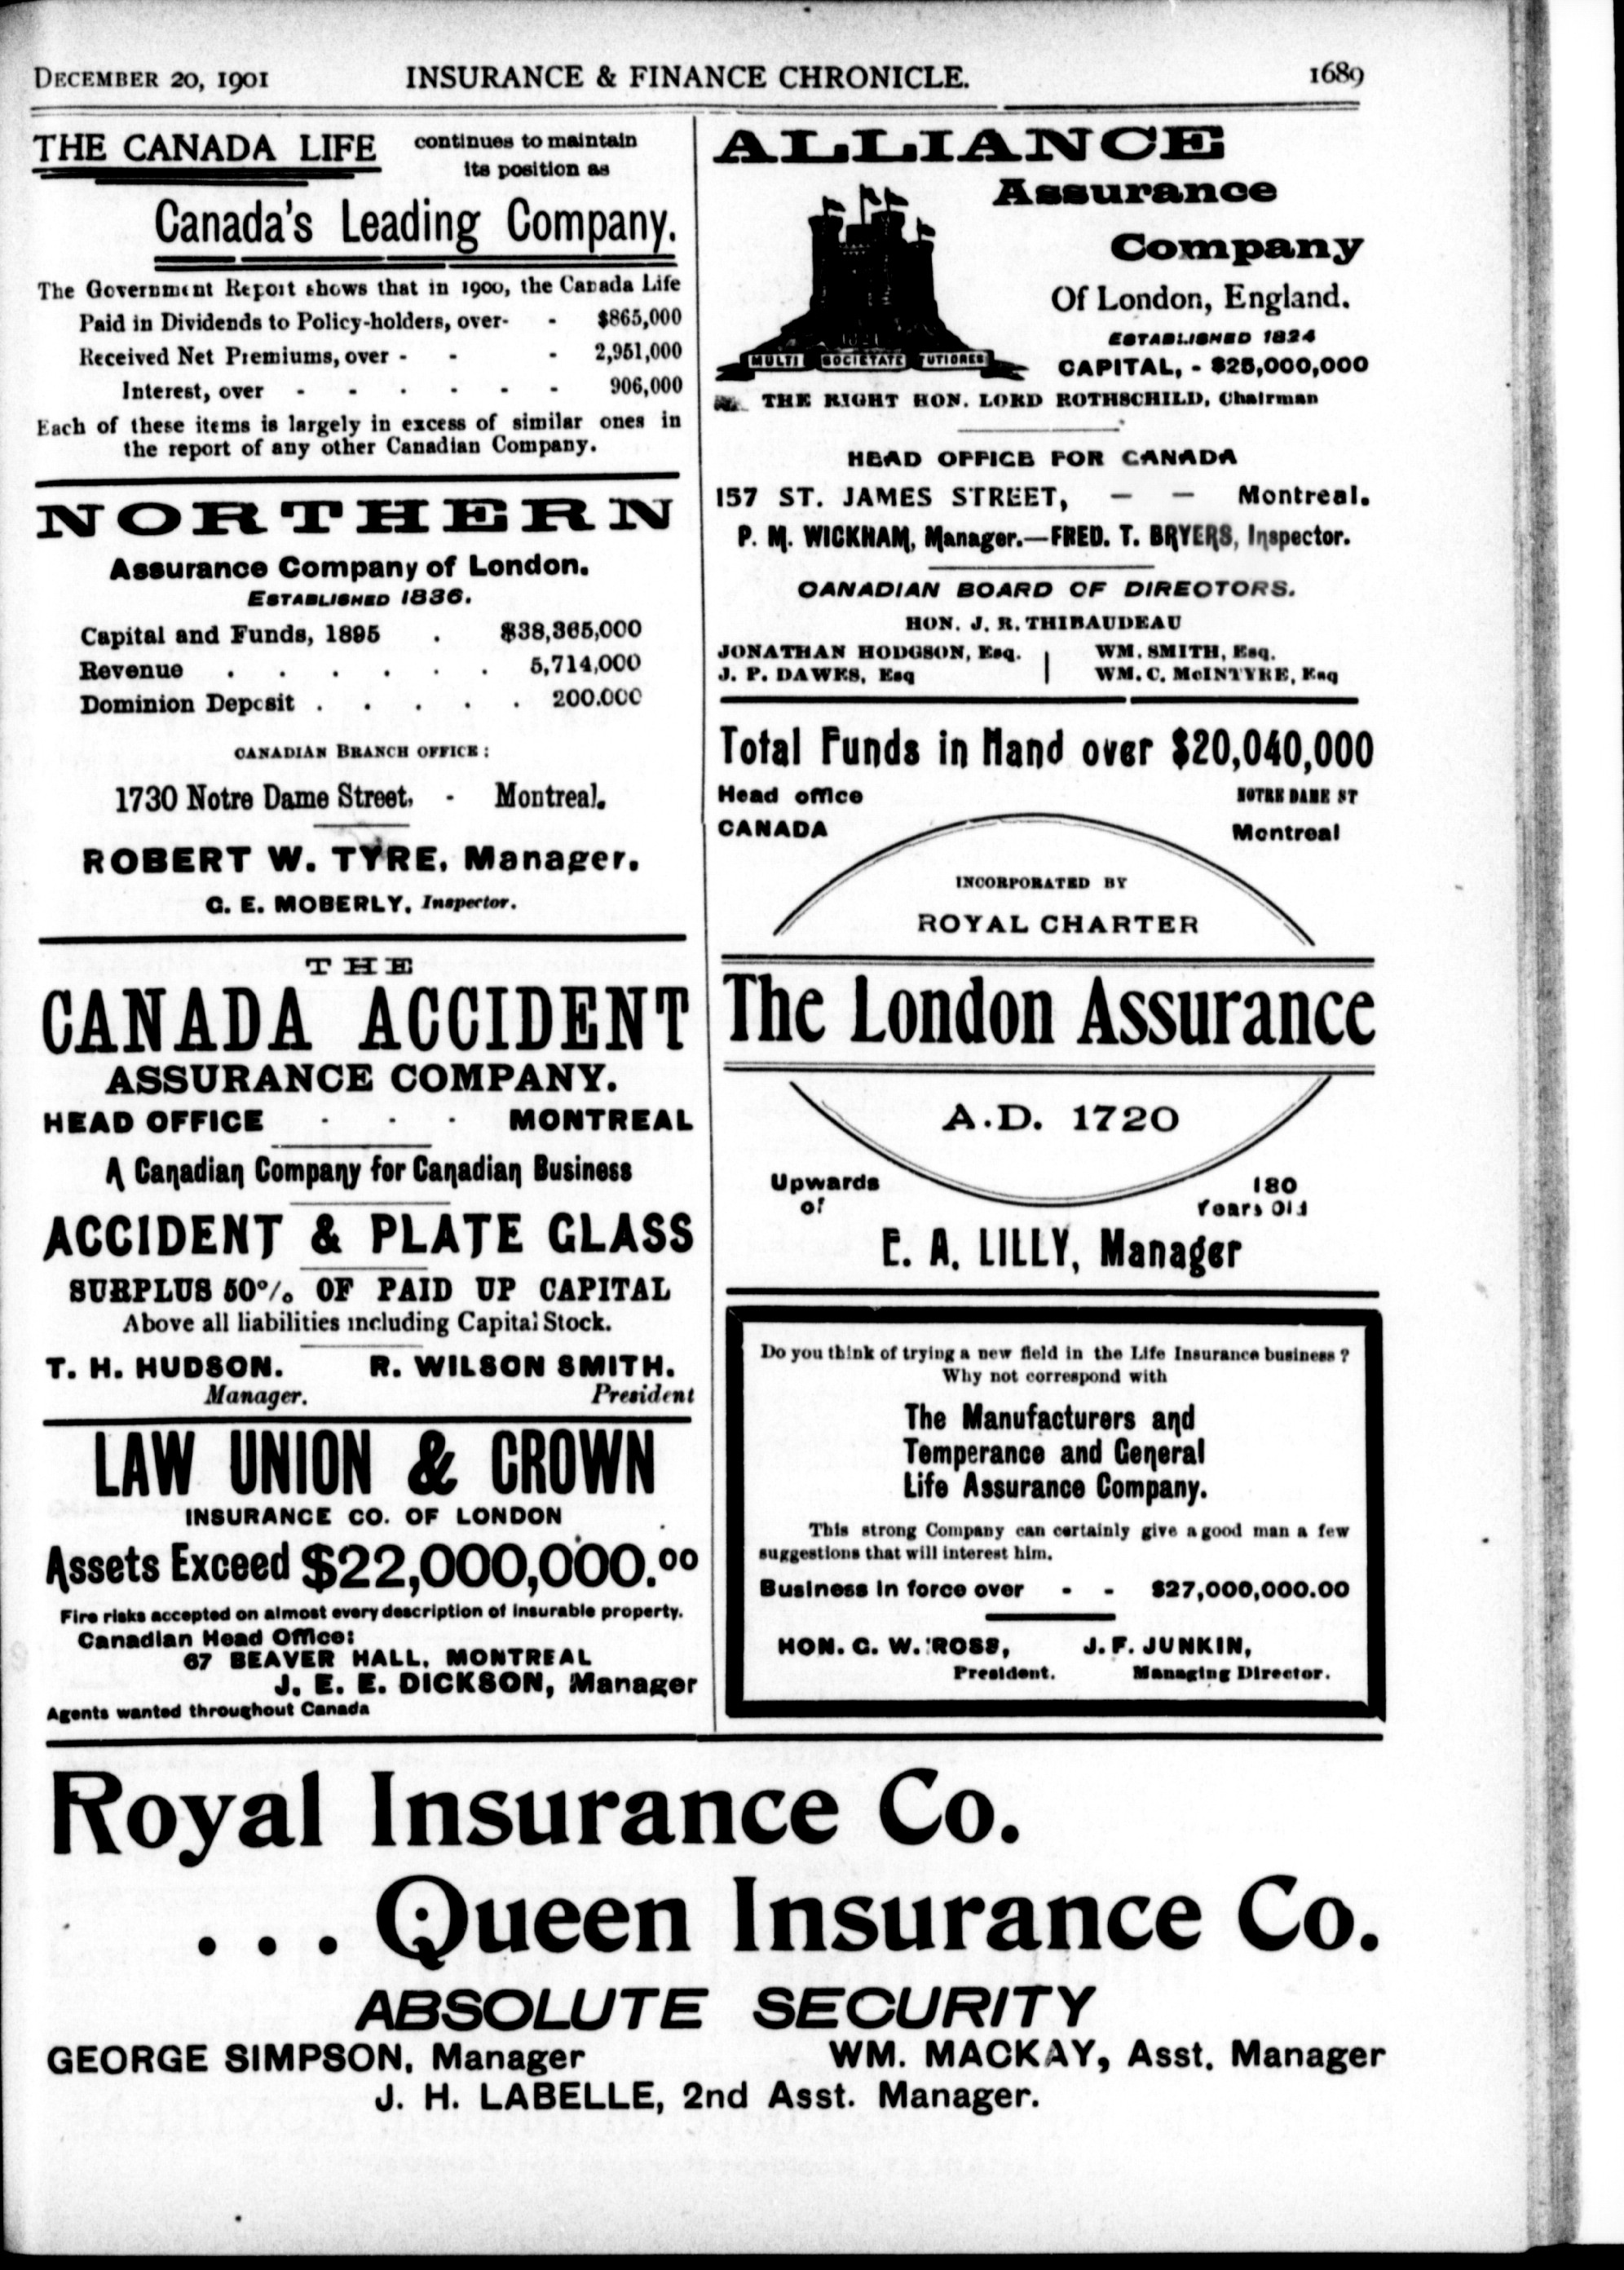 DECEMBER 20, 1901 INSURANCE & FINANCE CHRONICLE. 1689
THE CANADA LIFE continues to maintain
its position as
Canada's Leading Company.
The Government Report shows that in 1900, the Canada Life
Paid in Dividends to Policy-holders, over- - $865,000
Received Net Premiums, over - - - 2,951,000
Interest, over - - - - - - 906,000
Each of these items is largely in excess of similar ones in
the report of any other Canadian Company.
NORTHERN
Assurance Company of London.
ESTABLISHED 1836.
Capital and Funds, 1895 . $38,365,000
Revenue . . . . . . 5,714,000
Dominion Deposit . . . . . 200.000
CANADIAN BRANCH OFFICE:
1730 Notre Dame Street, - Montreal.
ROBERT W. TYRE, Manager.
G. E. MOBERLY, Inspector.
THE
CANADA ACCIDENT
ASSURANCE COMPANY.
HEAD OFFICE - - - MONTREAL
A Canadian Company for Canadian Business
ACCIDENT & PLATE GLASS
SURPLUS 50% OF PAID UP CAPITAL
Above all liabilities including Capital Stock.
T. H. HUDSON. R. WILSON SMITH.
Manager. President
LAW UNION & CROWN
INSURANCE CO. OF LONDON
Assets Exceed $22,000,000.00
Fire risks accepted on almost every description of insurable property.
Canadian Head Office:
67 BEAVER HALL, MONTREAL
J. E. E. DICKSON, Manager
Agents wanted throughout Canada
ALLIANCE
Assurance
Company
Of London, England.
ESTABLISHED 1824
MULTI SOCIETATE TUTIORES
CAPITAL, - $25,000,000
THE RIGHT HON. LORD ROTHSCHILD, Chairman
HEAD OFFICE FOR CANADA
157 ST. JAMES STREET, — — Montreal.
P. M. WICKHAM, Manager.—FRED. T. BRYERS, Inspector.
CANADIAN BOARD OF DIRECTORS.
HON. J. R. THIBAUDEAU
JONATHAN HODGSON, Esq. | WM. SMITH, Esq.
J. P. DAWES, Esq | WM. C. McINTYRE, Esq
Total Funds in Hand over $20,040,000
Head office NOTRE DAME ST
CANADA Montreal
INCORPORATED BY
ROYAL CHARTER
The London Assurance
A.D. 1720
Upwards 180
of Years Old
E. A. LILLY, Manager
Do you think of trying a new field in the Life Insurance business?
Why not correspond with
The Manufacturers and
Temperance and General
Life Assurance Company.
This strong Company can certainly give a good man a few
suggestions that will interest him.
Business in force over - - $27,000,000.00
HON. G. W. ROSS, J. F. JUNKIN,
President. Managing Director.
Royal Insurance Co.
... Queen Insurance Co.
ABSOLUTE SECURITY
GEORGE SIMPSON, Manager WM. MACKAY, Asst. Manager
J. H. LABELLE, 2nd Asst. Manager.